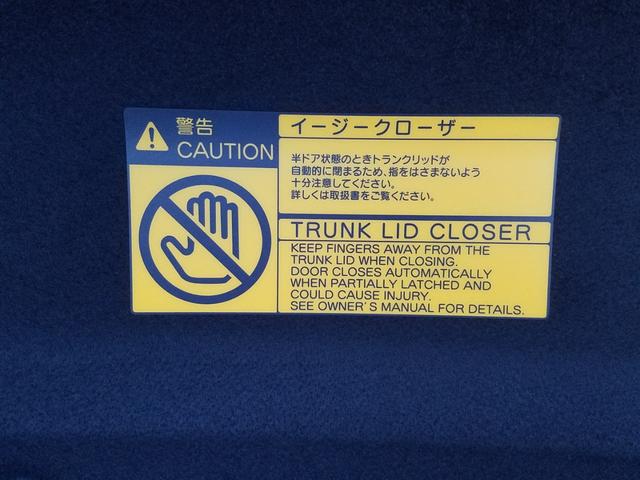 警告
CAUTION
イージークローザー
半ドア状態のときトランクリッドが
自動的に閉まるため、指をはさまないよう
十分注意してください。
詳しくは取扱書をご覧ください。
TRUNK LID CLOSER
KEEP FINGERS AWAY FROM THE
TRUNK LID WHEN CLOSING.
DOOR CLOSES AUTOMATICALLY
WHEN PARTIALLY LATCHED AND
COULD CAUSE INJURY.
SEE OWNER'S MANUAL FOR DETAILS.